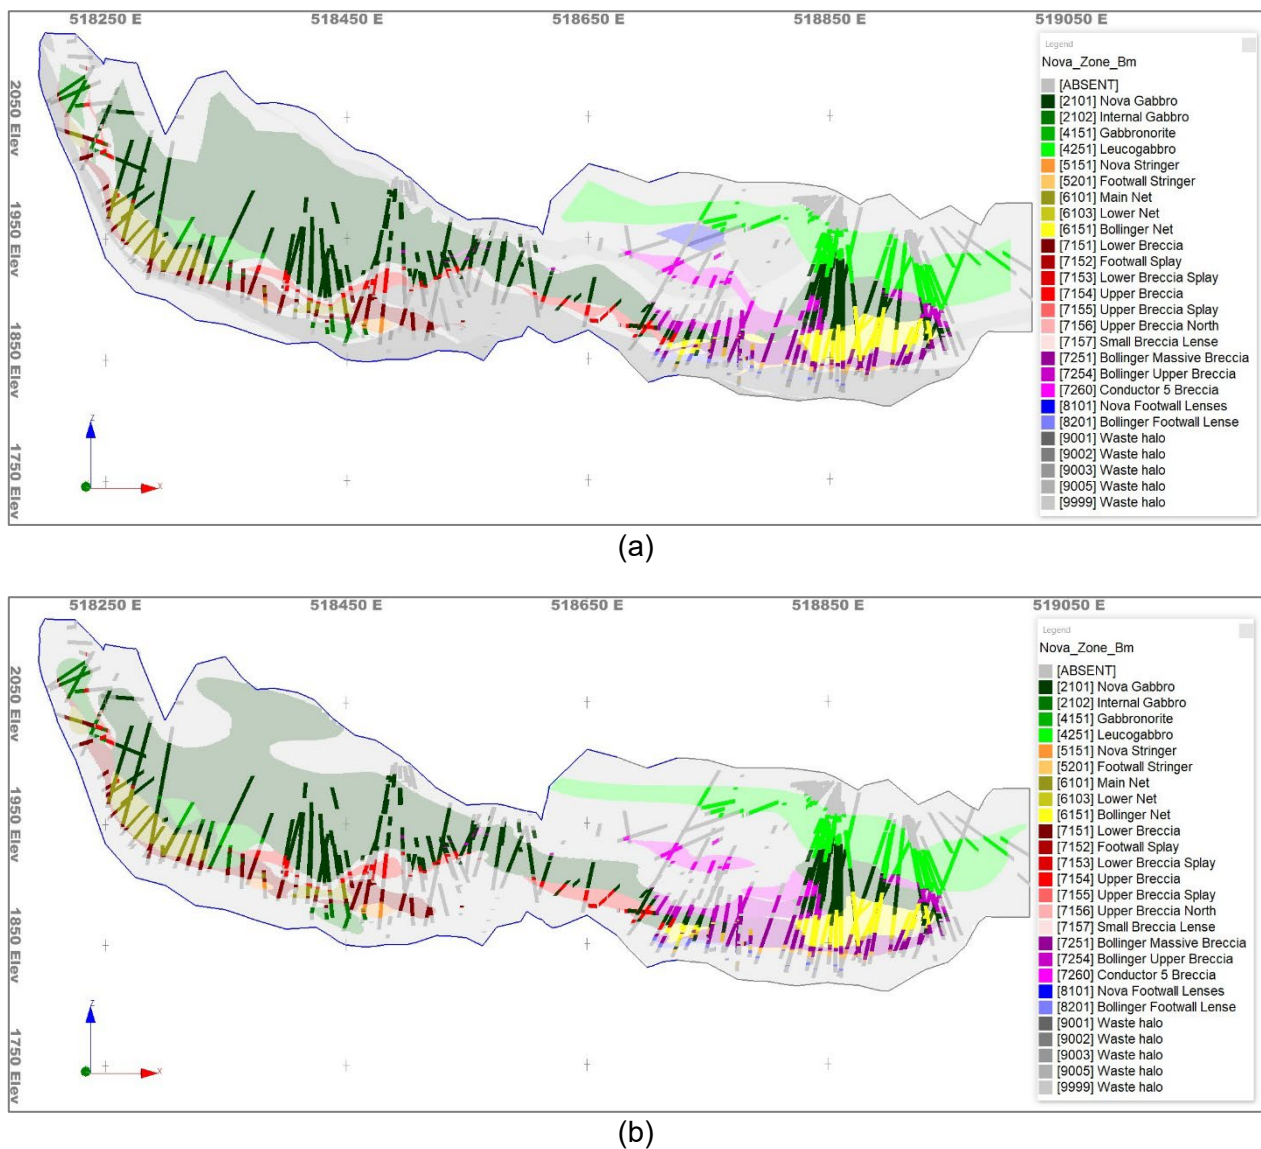 518250 E 518450 E 518650 E 518850 E 519050 E
2050 Elev
1950 Elev
1850 Elev
1750 Elev
Z
X
Legend
Nova_Zone_Bm
[ABSENT]
[2101] Nova Gabbro
[2102] Internal Gabbro
[4151] Gabbronorite
[4251] Leucogabbro
[5151] Nova Stringer
[5201] Footwall Stringer
[6101] Main Net
[6103] Lower Net
[6151] Bollinger Net
[7151] Lower Breccia
[7152] Footwall Splay
[7153] Lower Breccia Splay
[7154] Upper Breccia
[7155] Upper Breccia Splay
[7156] Upper Breccia North
[7157] Small Breccia Lense
[7251] Bollinger Massive Breccia
[7254] Bollinger Upper Breccia
[7260] Conductor 5 Breccia
[8101] Nova Footwall Lenses
[8201] Bollinger Footwall Lense
[9001] Waste halo
[9002] Waste halo
[9003] Waste halo
[9005] Waste halo
[9999] Waste halo
(a)
518250 E 518450 E 518650 E 518850 E 519050 E
2050 Elev
1950 Elev
1850 Elev
1750 Elev
Z
X
Legend
Nova_Zone_Bm
[ABSENT]
[2101] Nova Gabbro
[2102] Internal Gabbro
[4151] Gabbronorite
[4251] Leucogabbro
[5151] Nova Stringer
[5201] Footwall Stringer
[6101] Main Net
[6103] Lower Net
[6151] Bollinger Net
[7151] Lower Breccia
[7152] Footwall Splay
[7153] Lower Breccia Splay
[7154] Upper Breccia
[7155] Upper Breccia Splay
[7156] Upper Breccia North
[7157] Small Breccia Lense
[7251] Bollinger Massive Breccia
[7254] Bollinger Upper Breccia
[7260] Conductor 5 Breccia
[8101] Nova Footwall Lenses
[8201] Bollinger Footwall Lense
[9001] Waste halo
[9002] Waste halo
[9003] Waste halo
[9005] Waste halo
[9999] Waste halo
(b)